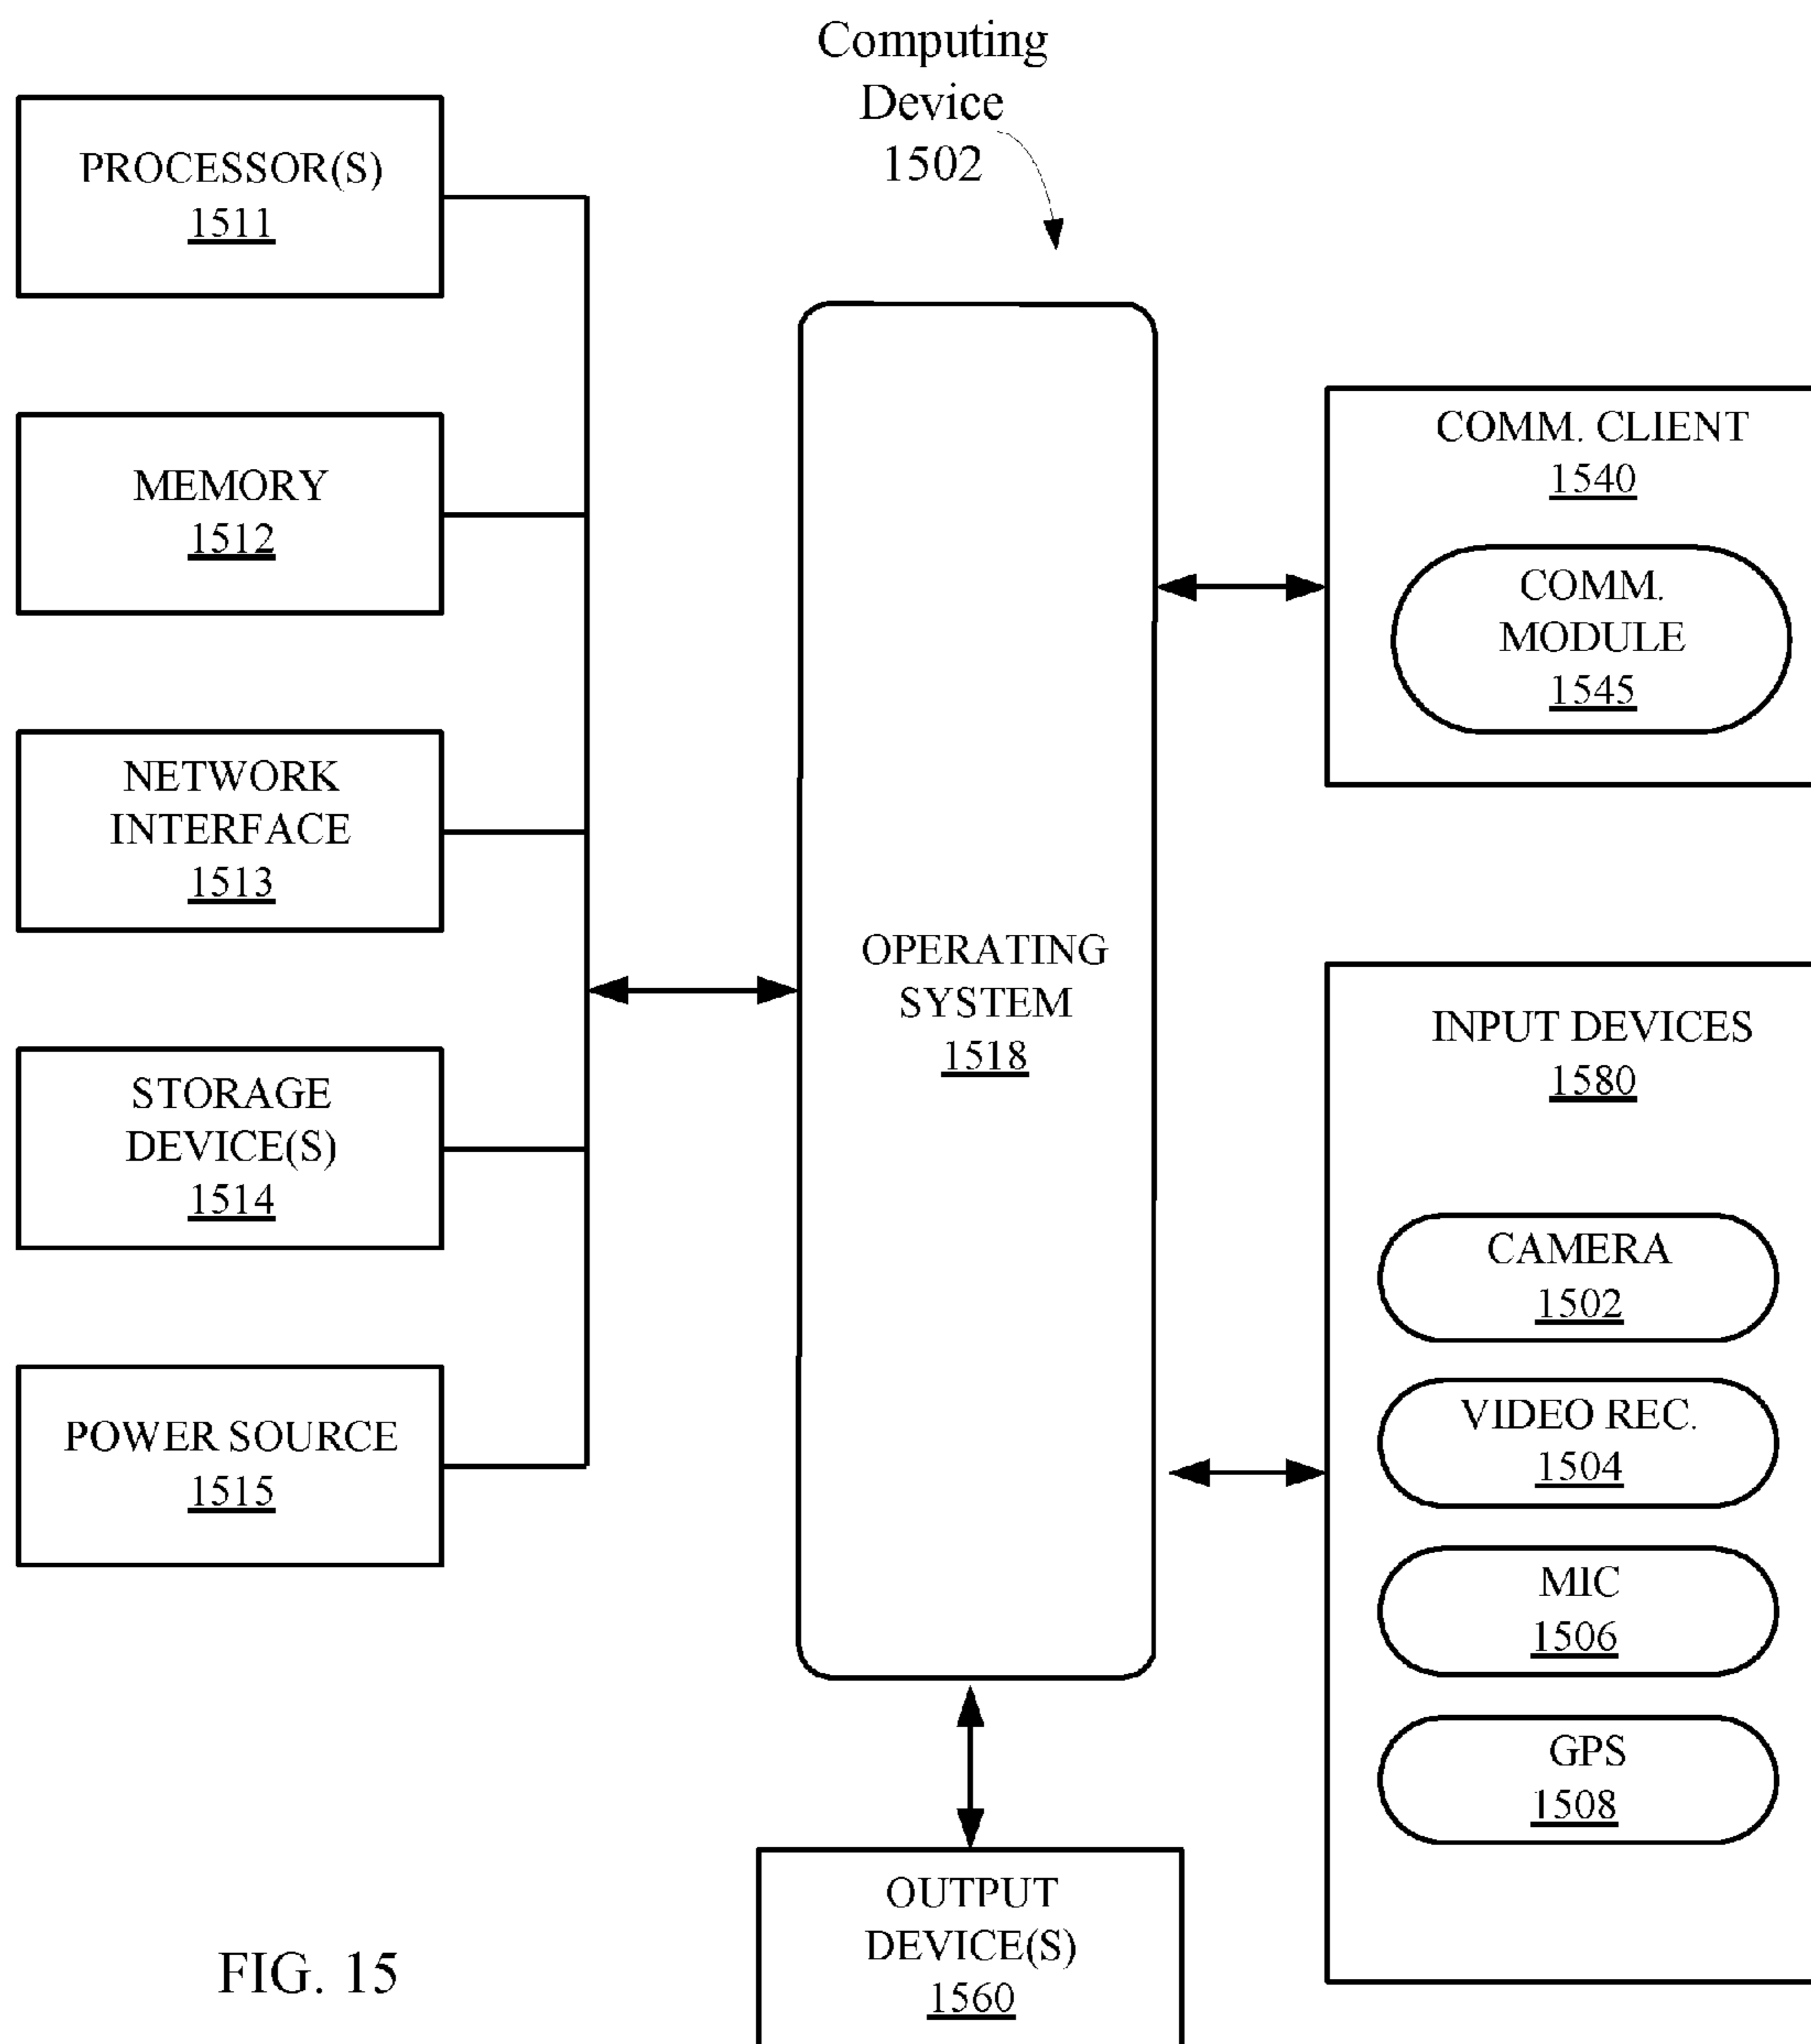 Computing
Device
1502
PROCESSOR(S)
1511
MEMORY
1512
NETWORK
INTERFACE
1513
STORAGE
DEVICE(S)
1514
POWER SOURCE
1515
OPERATING
SYSTEM
1518
COMM. CLIENT
1540
COMM.
MODULE
1545
INPUT DEVICES
1580
CAMERA
1502
VIDEO REC.
1504
MIC
1506
GPS
1508
OUTPUT
DEVICE(S)
1560
FIG. 15